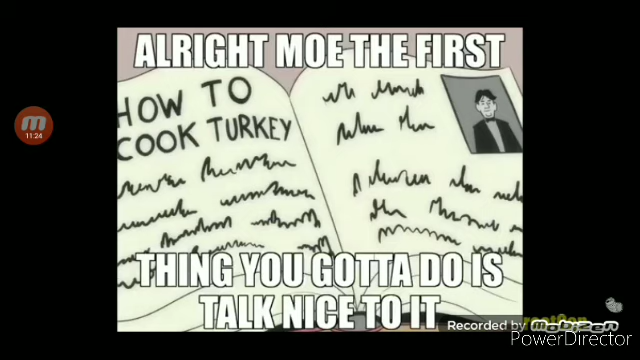 ALRIGHT MOE THE FIRST
HOW TO
COOK TURKEY
11:24
THING YOU GOTTA DO IS
TALK NICE TO IT
Recorded by mobizen
PowerDirector